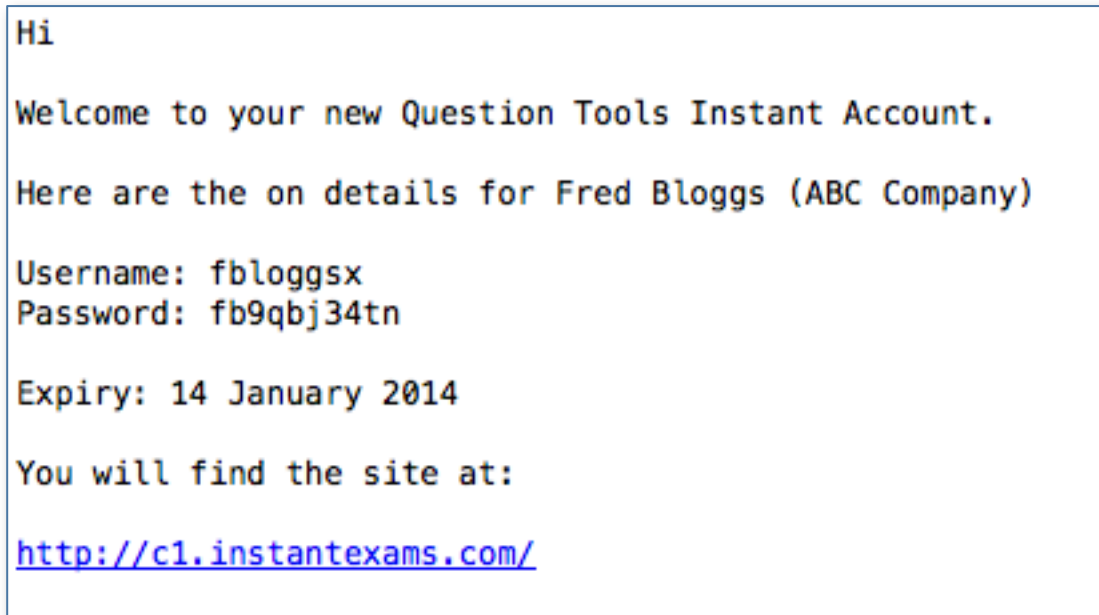 Hi
Welcome to your new Question Tools Instant Account.
Here are the on details for Fred Bloggs (ABC Company)
Username: fbloggsx
Password: fb9qbj34tn
Expiry: 14 January 2014
You will find the site at:
http://c1.instantexams.com/